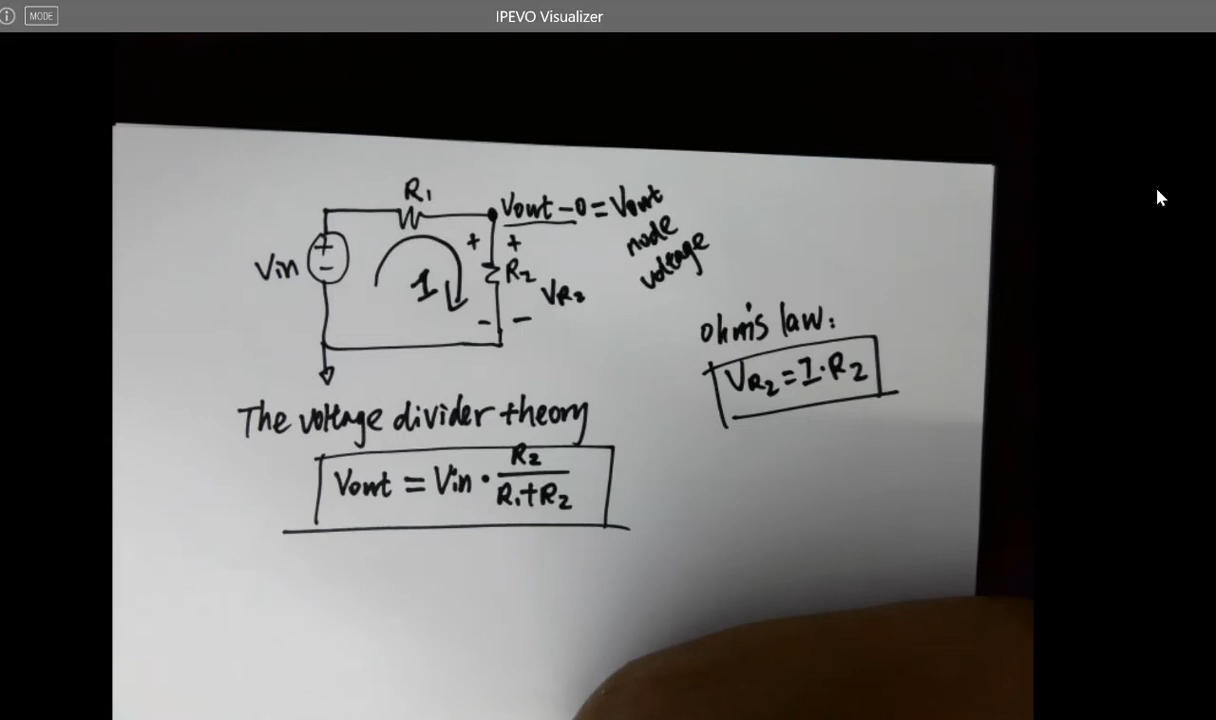 MODE
IPEVO Visualizer
R1
Vout - 0 = Vout
node
voltage
+ +
+
-
Vin
R2
I
VR2
- -
ohm's law:
VR2 = I · R2
The voltage divider theory
Vout = Vin · R2
R1+R2